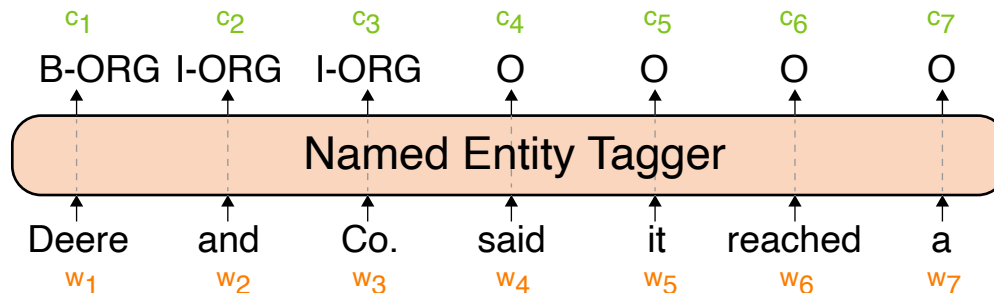 c1 c2 c3 c4 c5 c6 c7
B-ORG I-ORG I-ORG O O O O
Named Entity Tagger
Deere and Co. said it reached a
w1 w2 w3 w4 w5 w6 w7